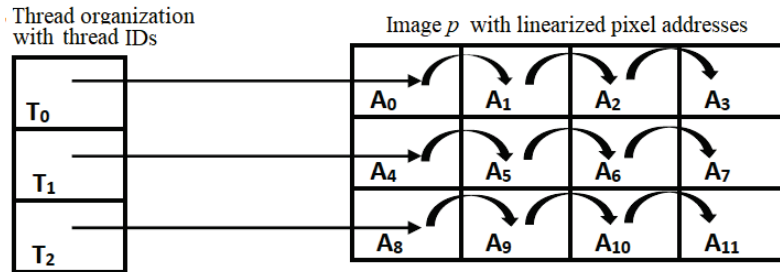 Thread organization
with thread IDs
Image p with linearized pixel addresses
T0
A0 A1 A2 A3
T1
A4 A5 A6 A7
T2
A8 A9 A10 A11